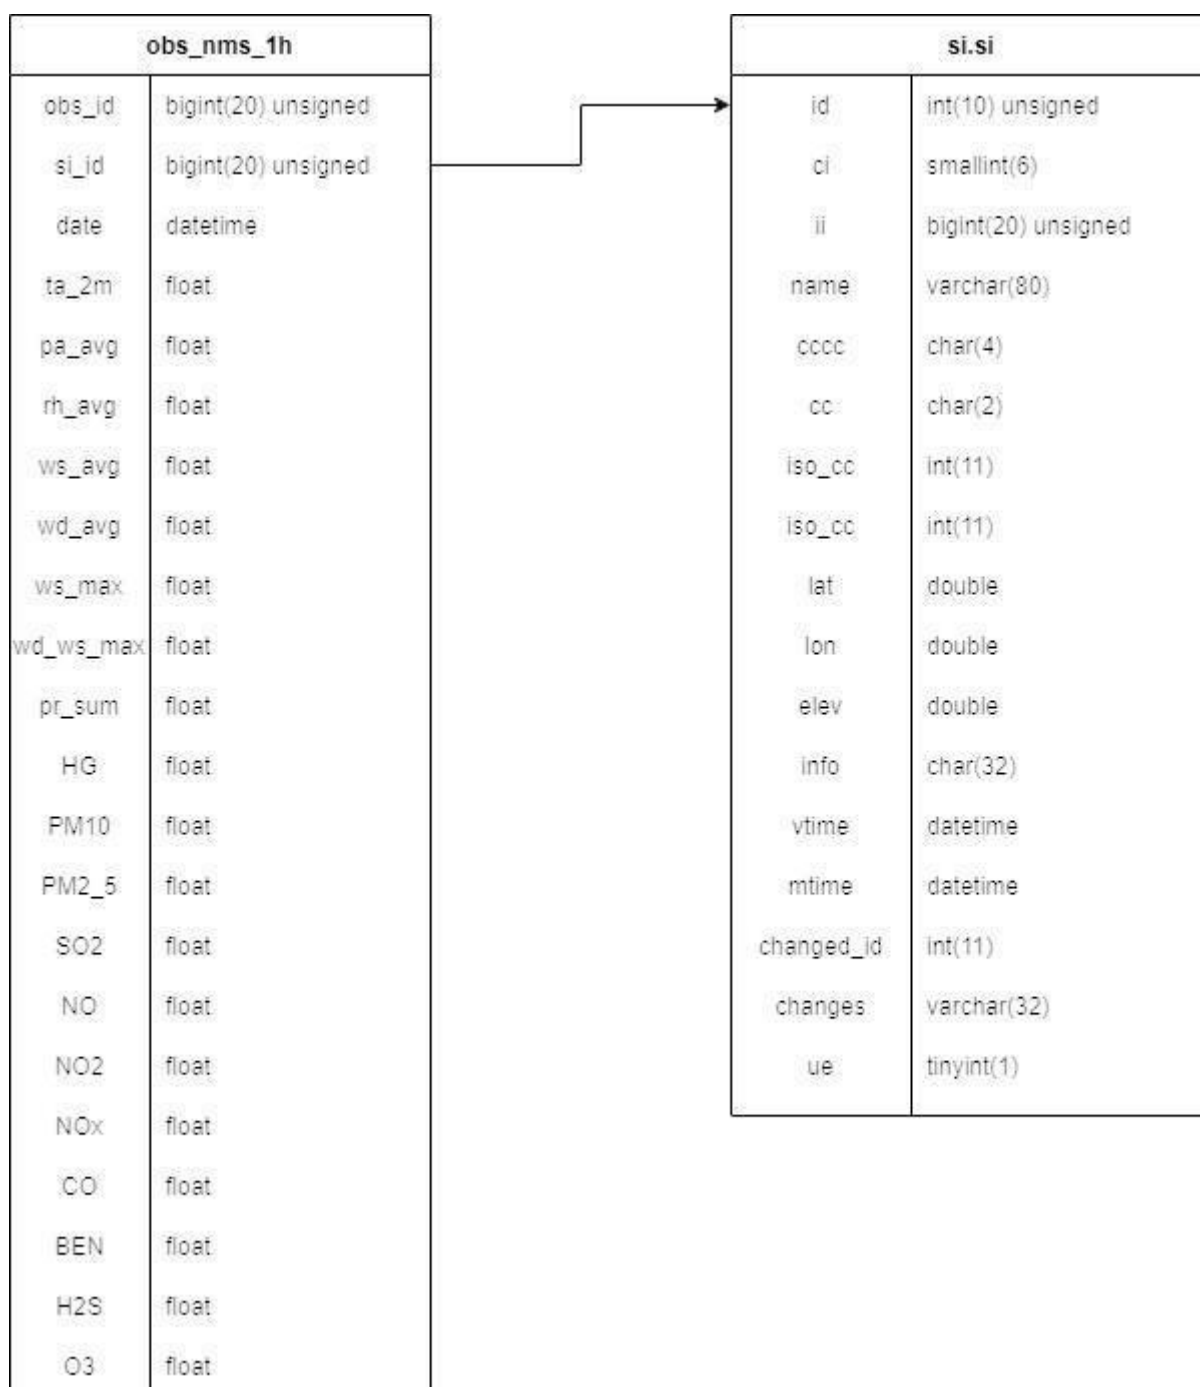 obs_nms_1h
obs_id bigint(20) unsigned
si_id bigint(20) unsigned
date datetime
ta_2m float
pa_avg float
rh_avg float
ws_avg float
wd_avg float
ws_max float
wd_ws_max float
pr_sum float
HG float
PM10 float
PM2_5 float
SO2 float
NO float
NO2 float
NOx float
CO float
BEN float
H2S float
O3 float
si.si
id int(10) unsigned
ci smallint(6)
ii bigint(20) unsigned
name varchar(80)
cccc char(4)
cc char(2)
iso_cc int(11)
iso_cc int(11)
lat double
lon double
elev double
info char(32)
vtime datetime
mtime datetime
changed_id int(11)
changes varchar(32)
ue tinyint(1)